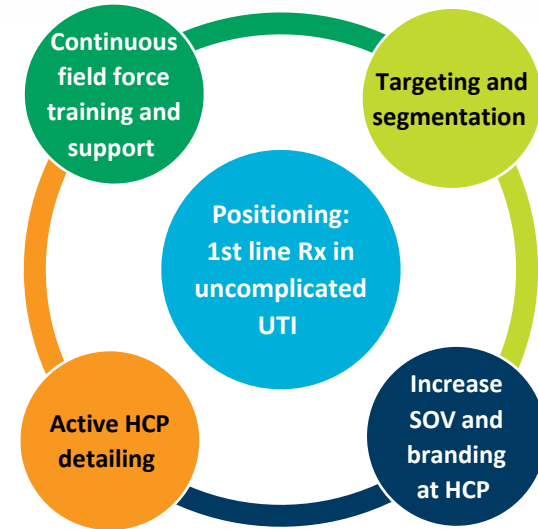 Continuous
field force
training and
support
Targeting and
segmentation
Positioning:
1st line Rx in
uncomplicated
UTI
Active HCP
detailing
Increase
SOV and
branding
at HCP